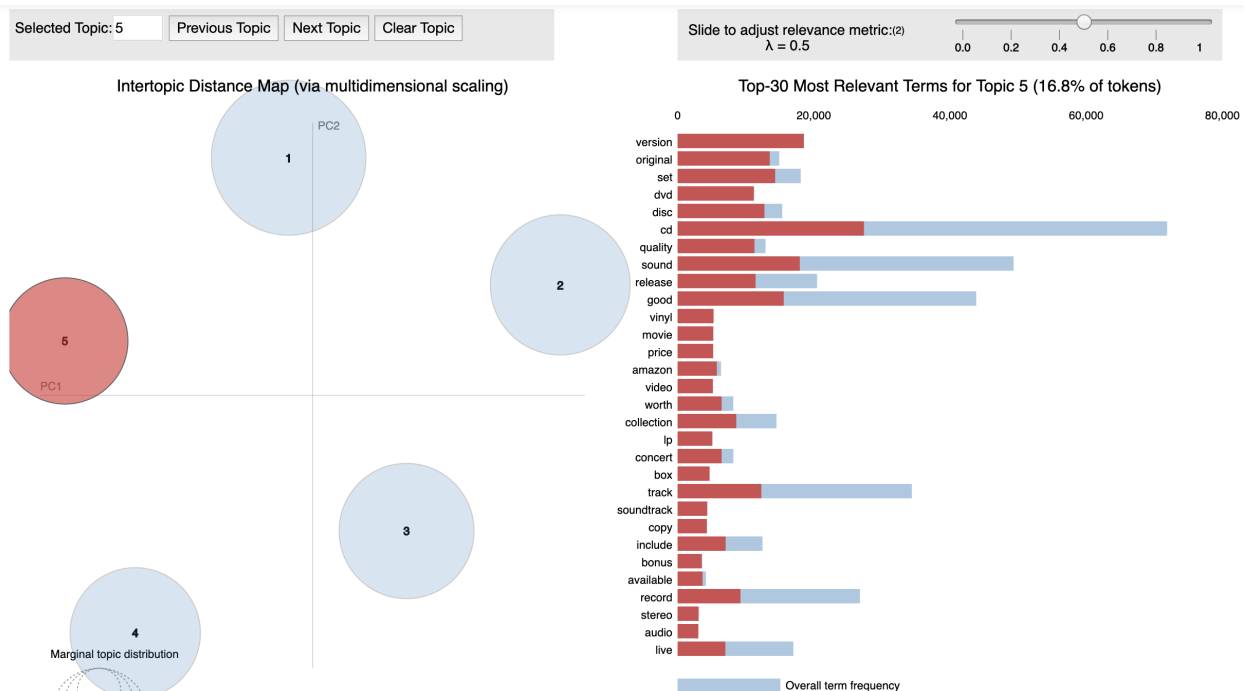 Selected Topic: 5 Previous Topic Next Topic Clear Topic
Slide to adjust relevance metric:(2)
λ = 0.5
0.0 0.2 0.4 0.6 0.8 1
Intertopic Distance Map (via multidimensional scaling)
PC2
1
2
5
PC1
3
4
Marginal topic distribution
Top-30 Most Relevant Terms for Topic 5 (16.8% of tokens)
0 20,000 40,000 60,000 80,000
version
original
set
dvd
disc
cd
quality
sound
release
good
vinyl
movie
price
amazon
video
worth
collection
lp
concert
box
track
soundtrack
copy
include
bonus
available
record
stereo
audio
live
Overall term frequency